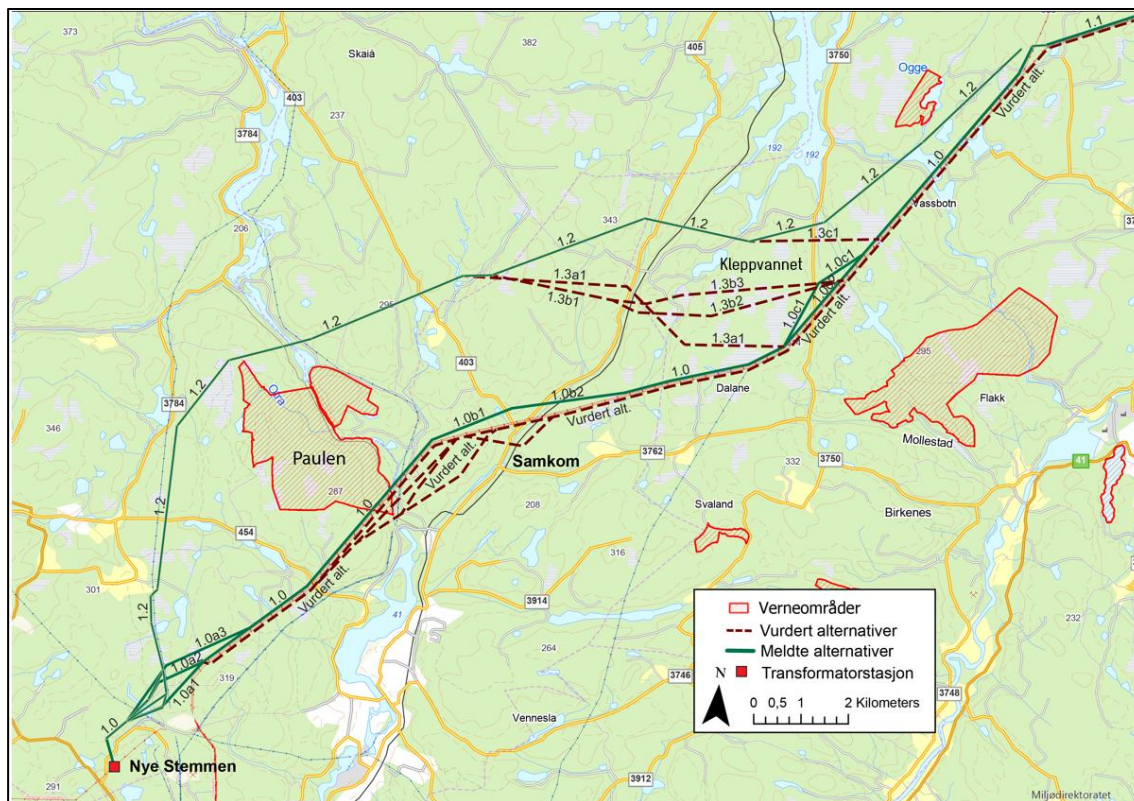 373
Skaiå
382
405
3750
Ogge
1.1
Vurdert alt.
1.2
403
3784
237
192
192
1.0
Vassbotn
206
343
1.2
1.2
1.3c1
1.2
Kleppvannet
1.0c1
295
1.3a1
1.3b3
1.3b1
1.3b2
1.0c1
Vurdert alt.
1.2
403
1.3a1
1.0
Dalane
295
Flakk
Otra
1.2
3784
1.0b1
1.0b2
Vurdert alt.
346
Mollestad
Paulen
Vurdert alt.
Samkom
3762
3750
41
287
332
1.0
208
Svaland
Birkenes
1.2
454
Vurdert alt.
316
301
1.0
3914
41
1.2
1.0a3
1.0a2
1.0a1
319
264
3746
3748
232
Verneområder
Vurdert alternativer
Meldte alternativer
Transformatorstasjon
N
0 0,5 1 2 Kilometers
1.0
Vennesla
Nye Stemmen
291
3912
Miljødirektoratet